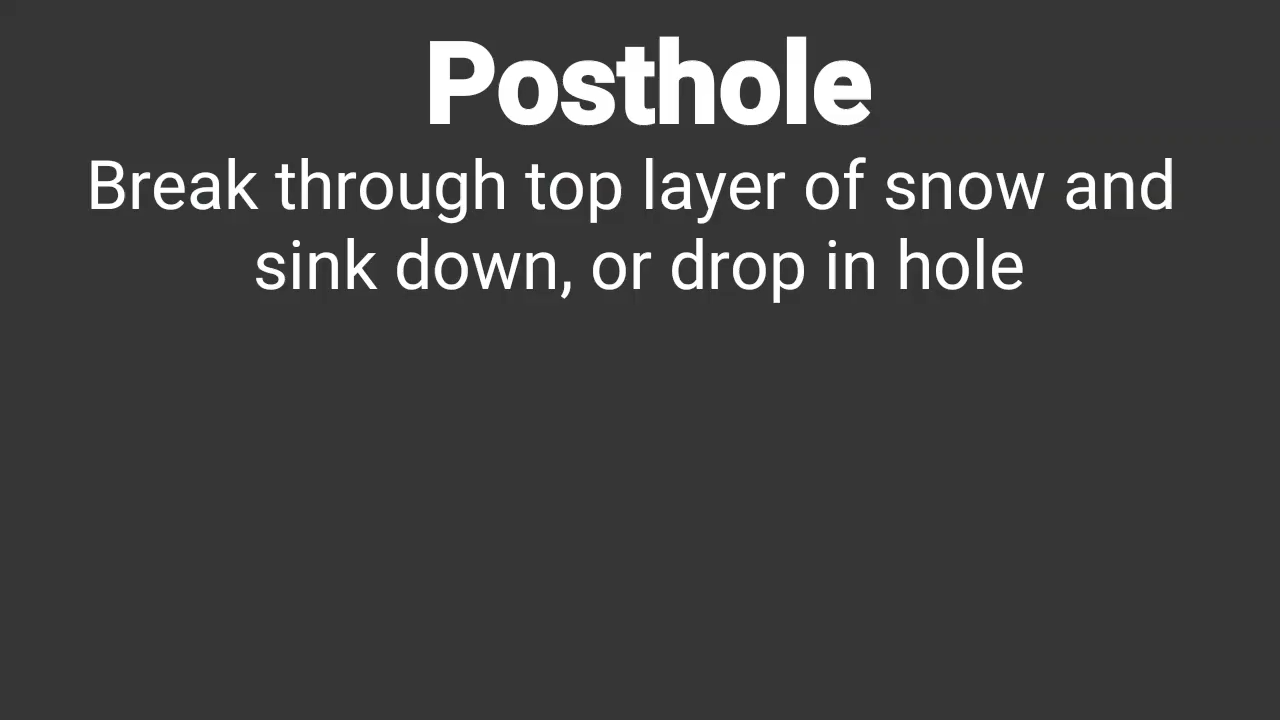 Posthole
Break through top layer of snow and
sink down, or drop in hole